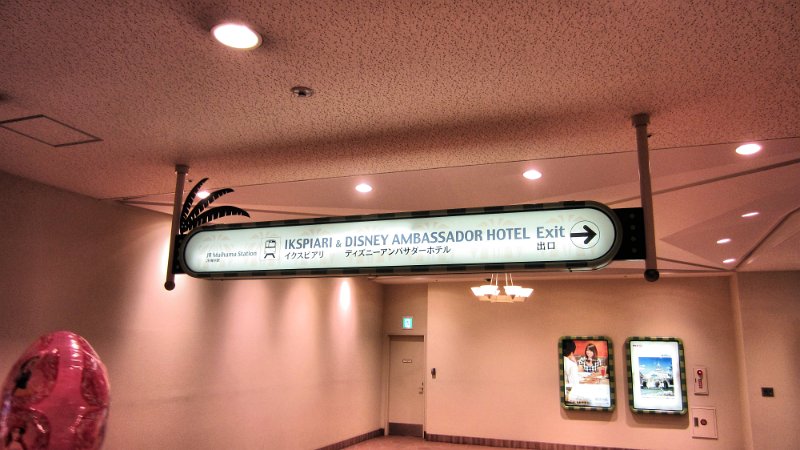 JR Maihama Station
IKSPIARI & DISNEY AMBASSADOR HOTEL Exit
イクスピアリ ディズニーアンバサダーホテル 出口